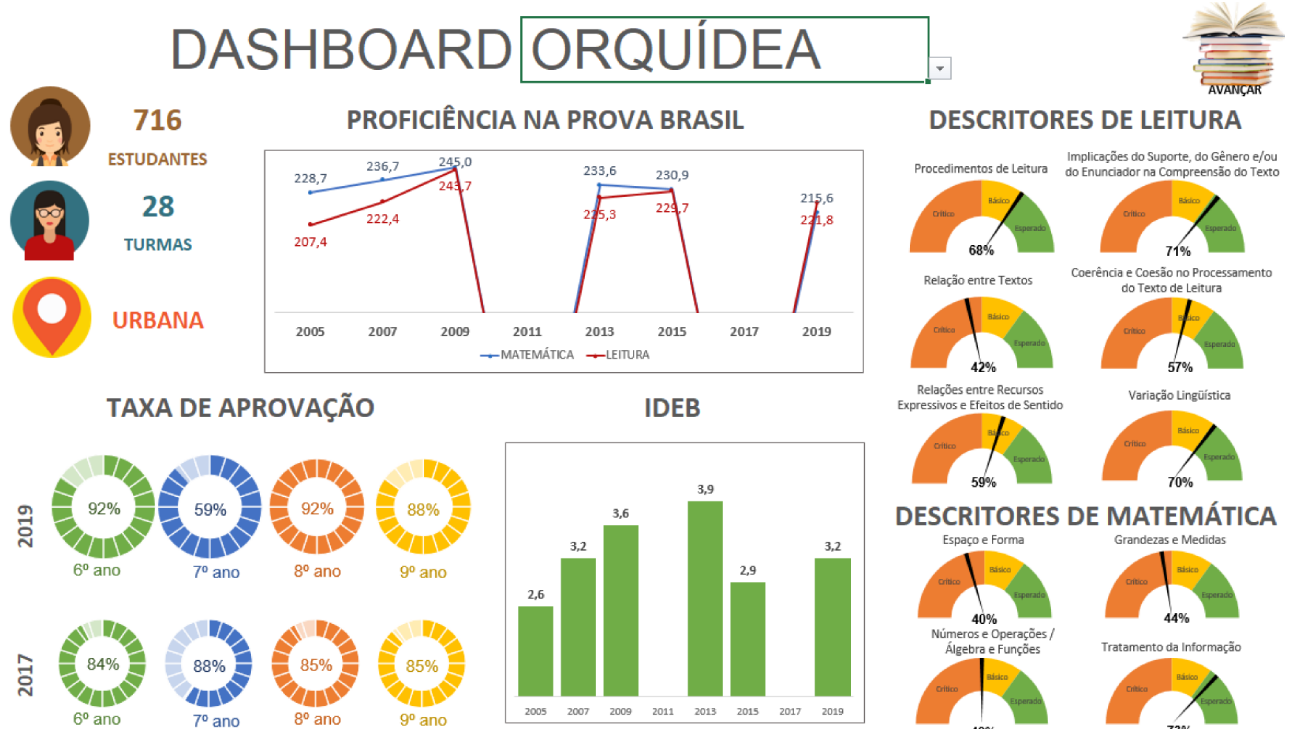 DASHBOARD ORQUÍDEA
AVANÇAR
716
ESTUDANTES
28
TURMAS
URBANA
PROFICIÊNCIA NA PROVA BRASIL
228,7
236,7
245,0
233,6
230,9
215,6
207,4
222,4
243,7
225,3
229,7
221,8
2005 2007 2009 2011 2013 2015 2017 2019
MATEMÁTICA LEITURA
TAXA DE APROVAÇÃO
2019
92% 59% 92% 88%
6º ano 7º ano 8º ano 9º ano
2017
84% 88% 85% 85%
6º ano 7º ano 8º ano 9º ano
IDEB
2,6
3,2
3,6
3,9
2,9
3,2
2005 2007 2009 2011 2013 2015 2017 2019
DESCRITORES DE LEITURA
Procedimentos de Leitura
Crítico Básico Esperado
68%
Implicações do Suporte, do Gênero e/ou
do Enunciador na Compreensão do Texto
Crítico Básico Esperado
71%
Relação entre Textos
Crítico Básico Esperado
42%
Coerência e Coesão no Processamento
do Texto de Leitura
Crítico Básico Esperado
57%
Relações entre Recursos
Expressivos e Efeitos de Sentido
Crítico Básico Esperado
59%
Variação Lingüística
Crítico Básico Esperado
70%
DESCRITORES DE MATEMÁTICA
Espaço e Forma
Crítico Básico Esperado
40%
Grandezas e Medidas
Crítico Básico Esperado
44%
Números e Operações /
Álgebra e Funções
Crítico Básico Esperado
Tratamento da Informação
Crítico Básico Esperado